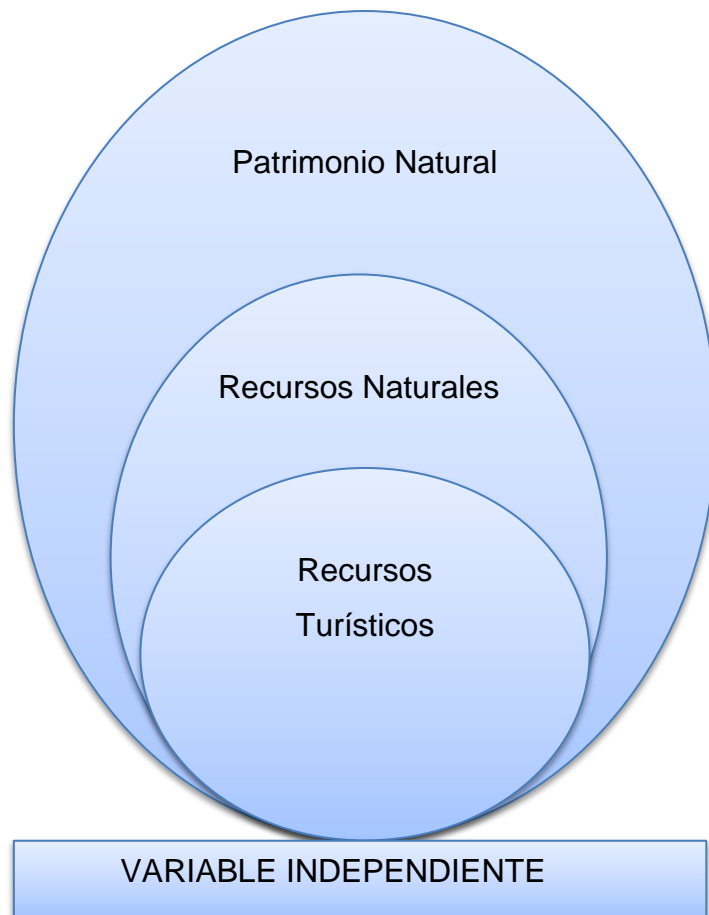 Patrimonio Natural
Recursos Naturales
Recursos
Turísticos
VARIABLE INDEPENDIENTE